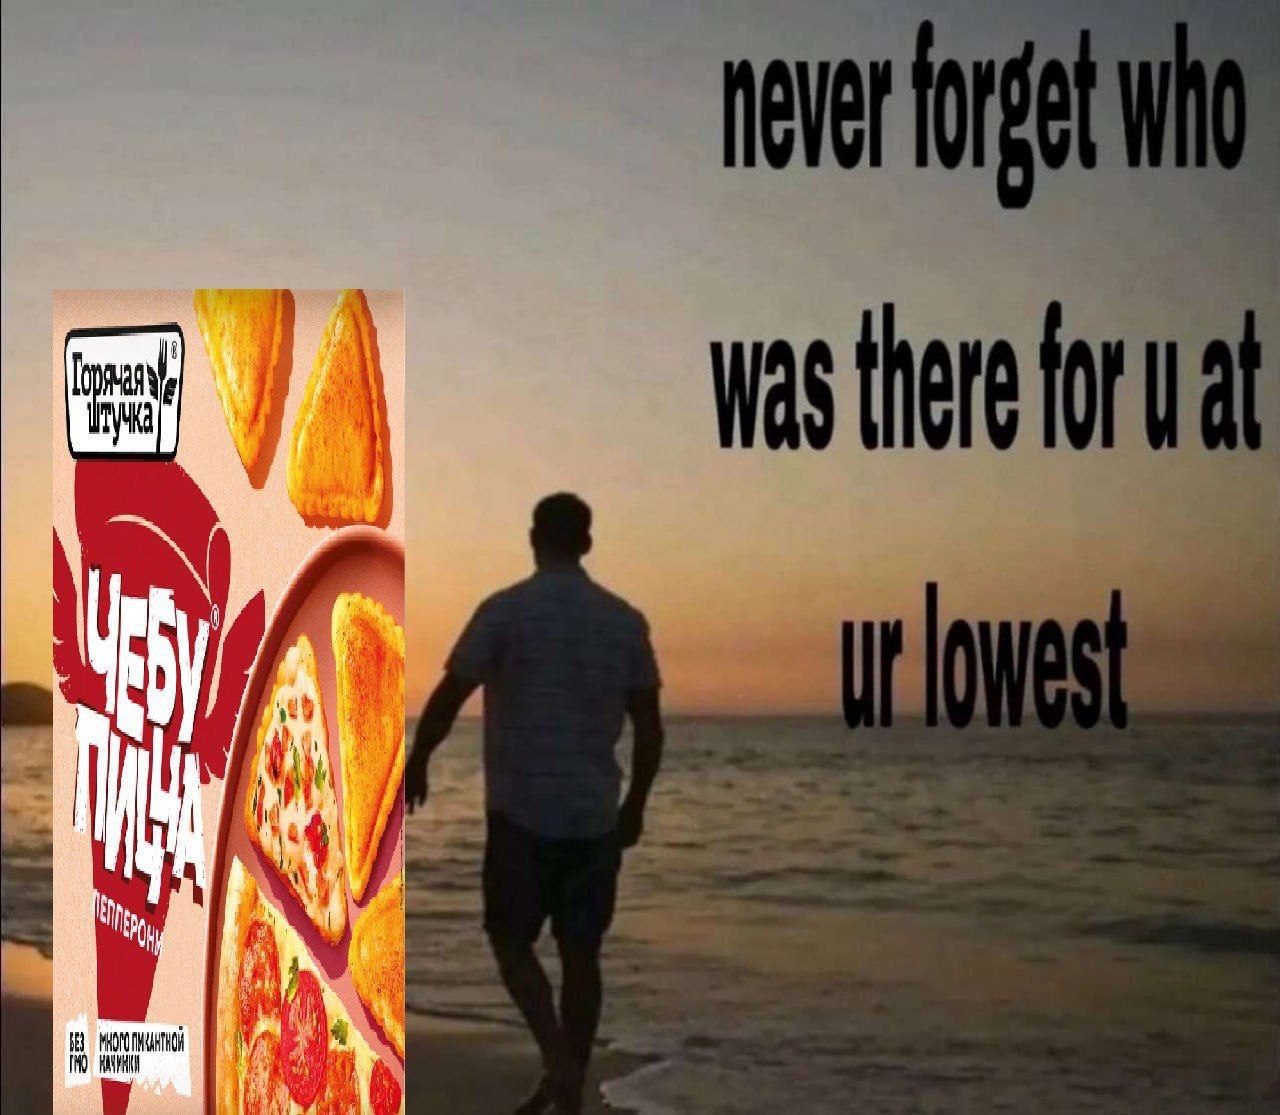 never forget who
was there for u at
ur lowest
Горячая
штучка
®
ЧЕБУ
®
ПИЦЦА
ПЕППЕРОНИ
БЕЗ
ГМО
МНОГО ПИКАНТНОЙ
НАЧИНКИ